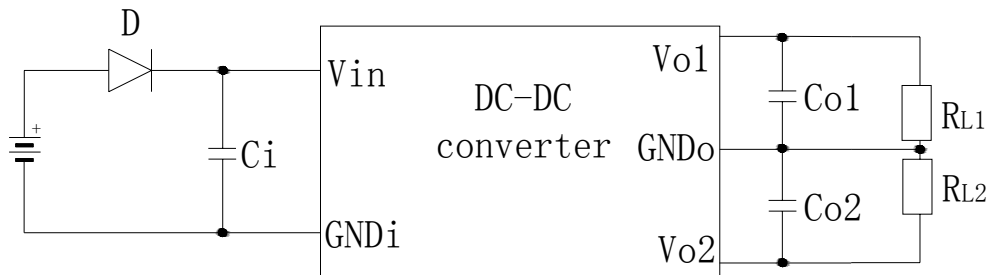 D
+
Vin
GNDi
Ci
DC-DC
converter
Vo1
GNDo
Vo2
Co1
Co2
RL1
RL2